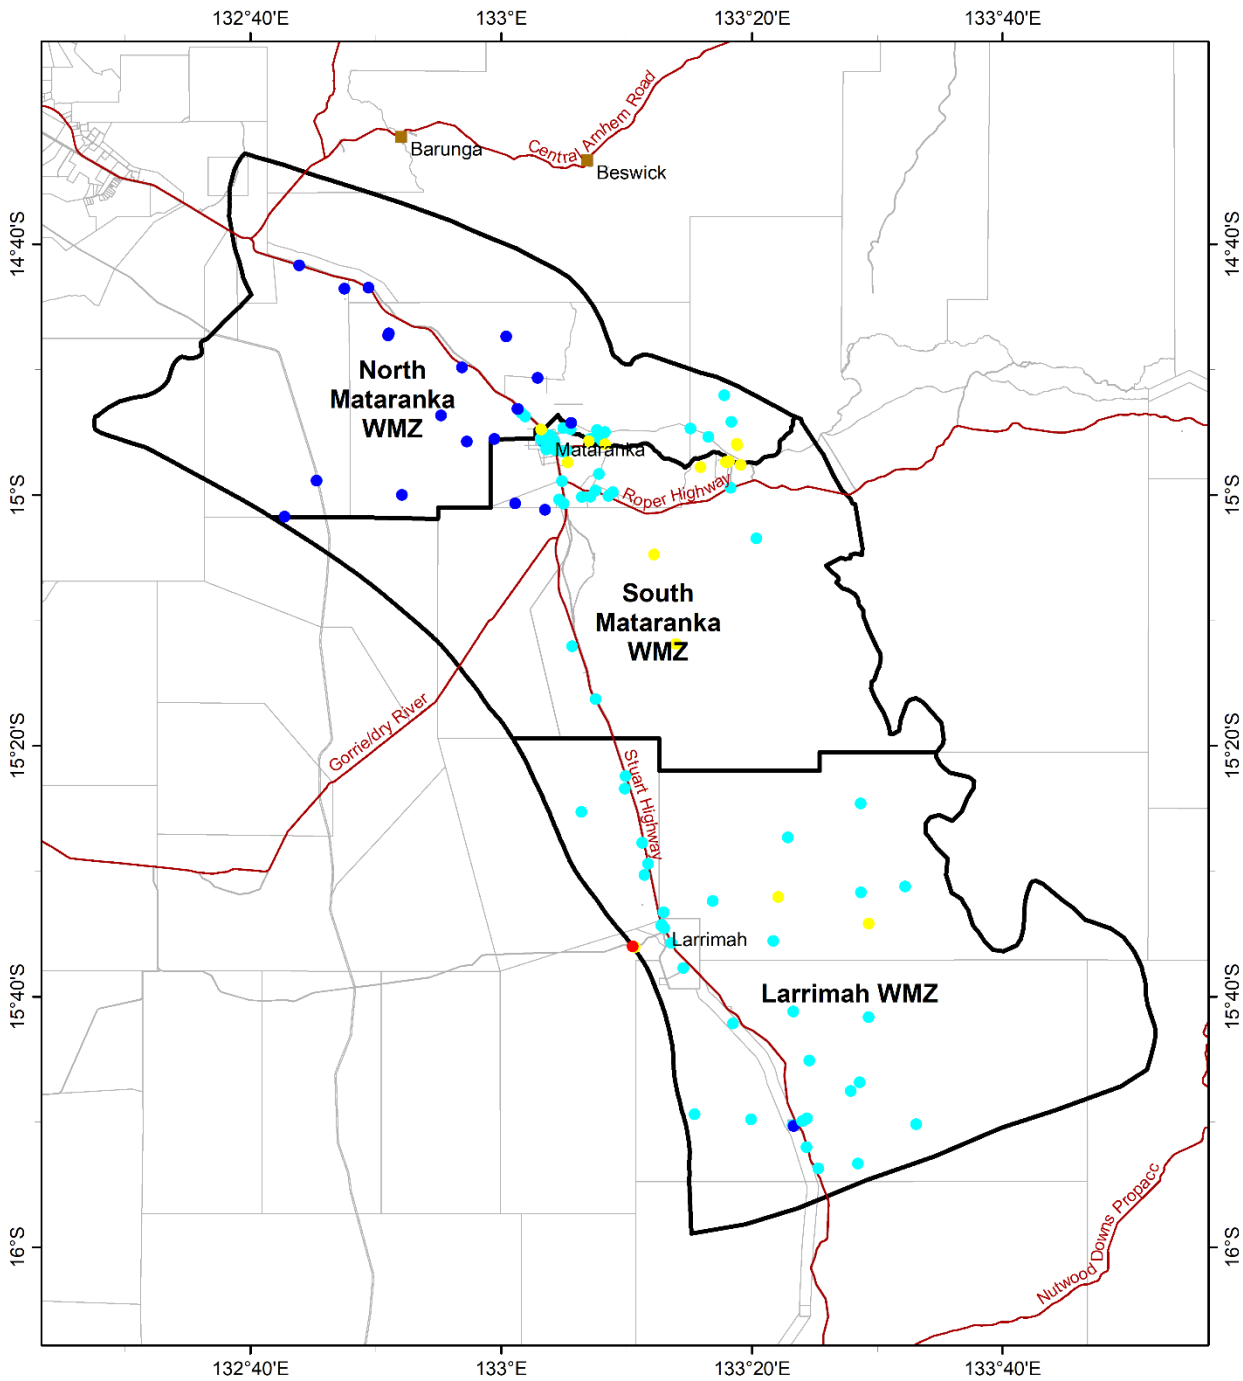 132°40'E
133°E
133°20'E
133°40'E
Central Arnhem Road
Barunga
Beswick
14°40'S
14°40'S
North
Mataranka
WMZ
Mataranka
15°S
Roper Highway
15°S
South
Mataranka
WMZ
Gorrie/dry River
15°20'S
Stuart Highway
15°20'S
Larrimah
15°40'S
Larrimah WMZ
15°40'S
Nutwood Downs Propacc
16°S
16°S
132°40'E
133°E
133°20'E
133°40'E